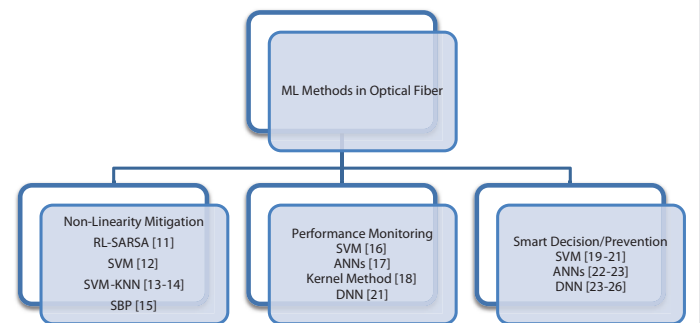 ML Methods in Optical Fiber
Non-Linearity Mitigation
RL-SARSA [11]
SVM [12]
SVM-KNN [13-14]
SBP [15]
Performance Monitoring
SVM [16]
ANNs [17]
Kernel Method [18]
DNN [21]
Smart Decision/Prevention
SVM [19-21]
ANNs [22-23]
DNN [23-26]